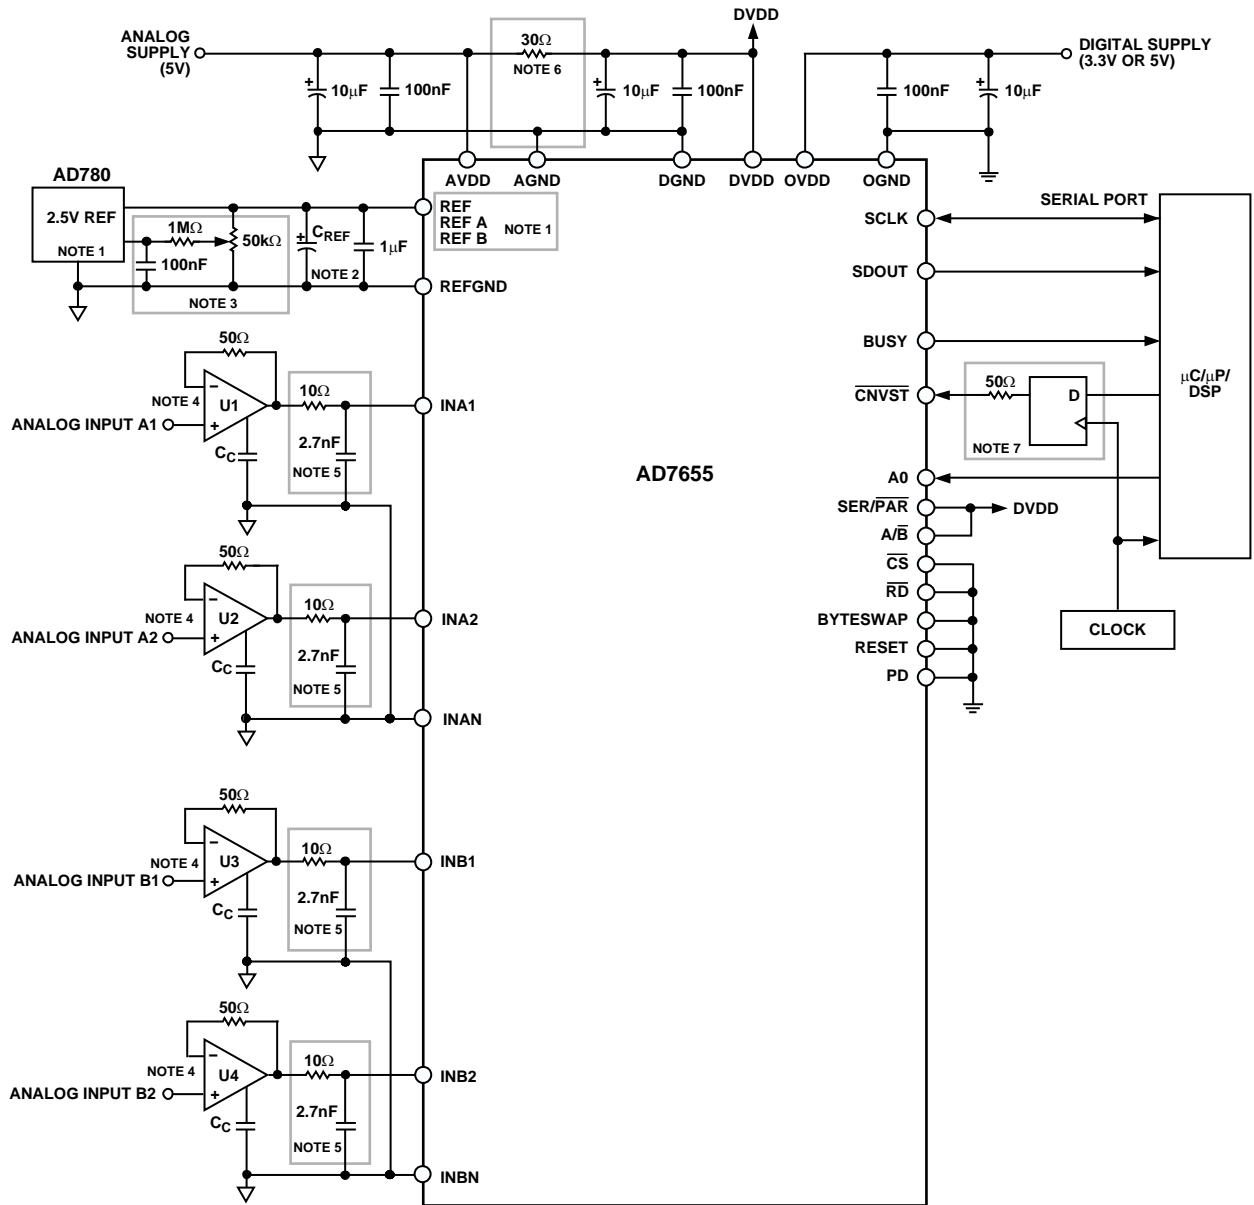 DVDD
ANALOG
SUPPLY
(5V)
30Ω
NOTE 6
DIGITAL SUPPLY
(3.3V OR 5V)
+
10μF
100nF
+
10μF
100nF
100nF
+
10μF
AVDD
AGND
DGND
DVDD
OVDD
OGND
AD780
2.5V REF
NOTE 1
1MΩ
50kΩ
100nF
NOTE 3
+
CREF
NOTE 2
1μF
REF
REF A
REF B
NOTE 1
REFGND
SCLK
SERIAL PORT
SDOUT
BUSY
CNVST
50Ω
D
NOTE 7
μC/μP/
DSP
A0
SER/PAR
DVDD
A/B
CS
RD
BYTESWAP
RESET
PD
CLOCK
AD7655
50Ω
NOTE 4
−
U1
+
ANALOG INPUT A1
CC
10Ω
2.7nF
NOTE 5
INA1
50Ω
NOTE 4
−
U2
+
ANALOG INPUT A2
CC
10Ω
2.7nF
NOTE 5
INA2
INAN
50Ω
NOTE 4
−
U3
+
ANALOG INPUT B1
CC
10Ω
2.7nF
NOTE 5
INB1
50Ω
NOTE 4
−
U4
+
ANALOG INPUT B2
CC
10Ω
2.7nF
NOTE 5
INB2
INBN